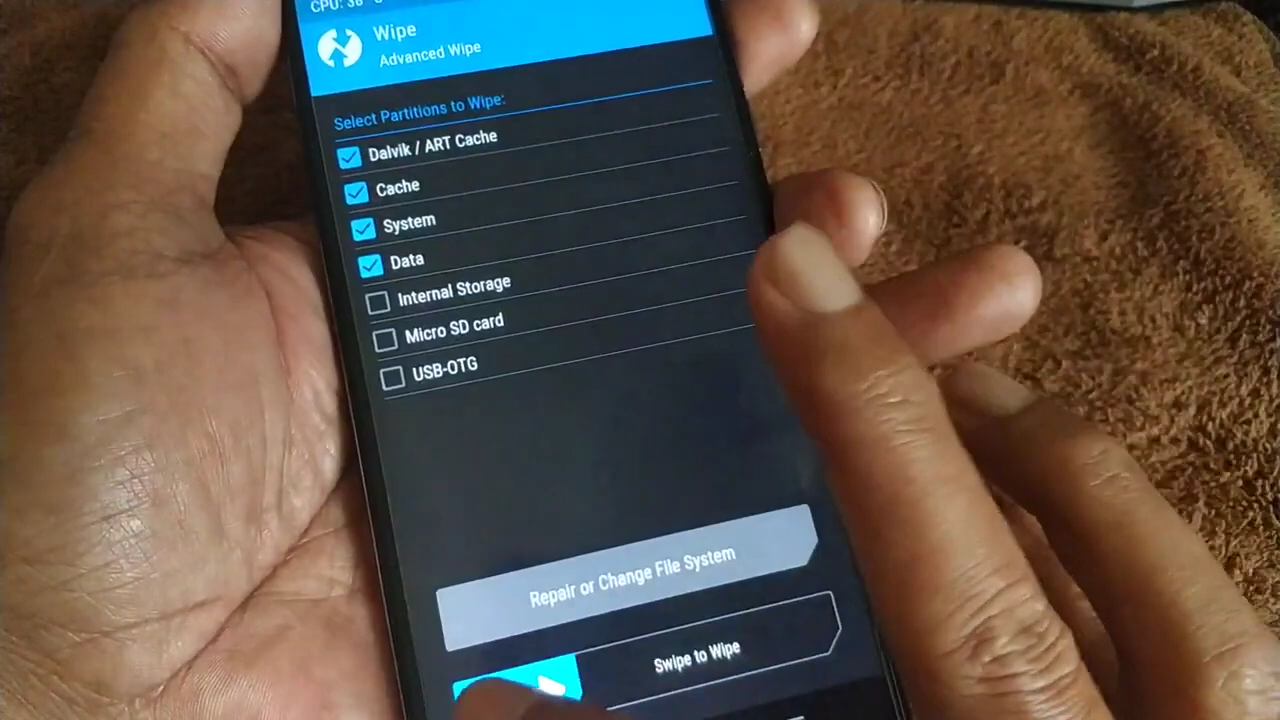 Wipe
Advanced Wipe
Select Partitions to Wipe:
Dalvik / ART Cache
Cache
System
Data
Internal Storage
Micro SD card
USB-OTG
Repair or Change File System
Swipe to Wipe